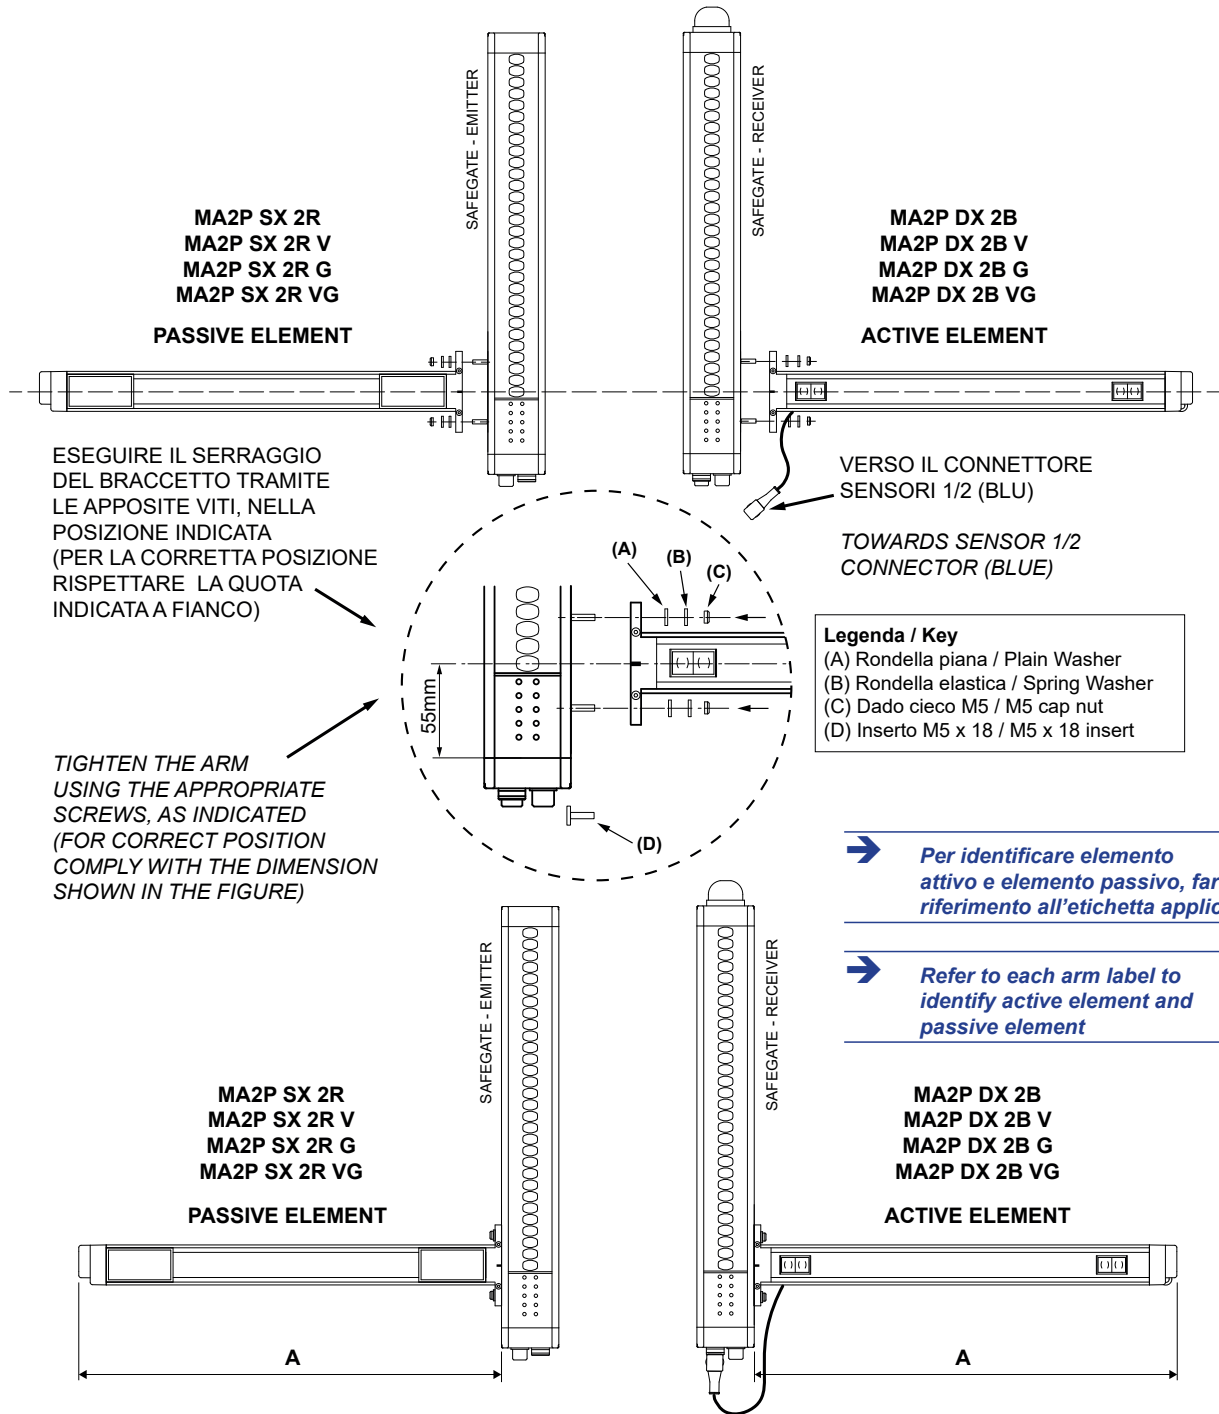 SAFEGATE - EMITTER
SAFEGATE - RECEIVER
MA2P SX 2R
MA2P SX 2R V
MA2P SX 2R G
MA2P SX 2R VG
PASSIVE ELEMENT
MA2P DX 2B
MA2P DX 2B V
MA2P DX 2B G
MA2P DX 2B VG
ACTIVE ELEMENT
ESEGUIRE IL SERRAGGIO
DEL BRACCETTO TRAMITE
LE APPOSITE VITI, NELLA
POSIZIONE INDICATA
(PER LA CORRETTA POSIZIONE
RISPETTARE LA QUOTA
INDICATA A FIANCO)
VERSO IL CONNETTORE
SENSORI 1/2 (BLU)
TOWARDS SENSOR 1/2
CONNECTOR (BLUE)
(A)
(B)
(C)
55mm
(D)
Legenda / Key
(A) Rondella piana / Plain Washer
(B) Rondella elastica / Spring Washer
(C) Dado cieco M5 / M5 cap nut
(D) Inserto M5 x 18 / M5 x 18 insert
TIGHTEN THE ARM
USING THE APPROPRIATE
SCREWS, AS INDICATED
(FOR CORRECT POSITION
COMPLY WITH THE DIMENSION
SHOWN IN THE FIGURE)
Per identificare elemento
attivo e elemento passivo, far
riferimento all'etichetta applic
Refer to each arm label to
identify active element and
passive element
SAFEGATE - EMITTER
SAFEGATE - RECEIVER
MA2P SX 2R
MA2P SX 2R V
MA2P SX 2R G
MA2P SX 2R VG
PASSIVE ELEMENT
MA2P DX 2B
MA2P DX 2B V
MA2P DX 2B G
MA2P DX 2B VG
ACTIVE ELEMENT
A
A